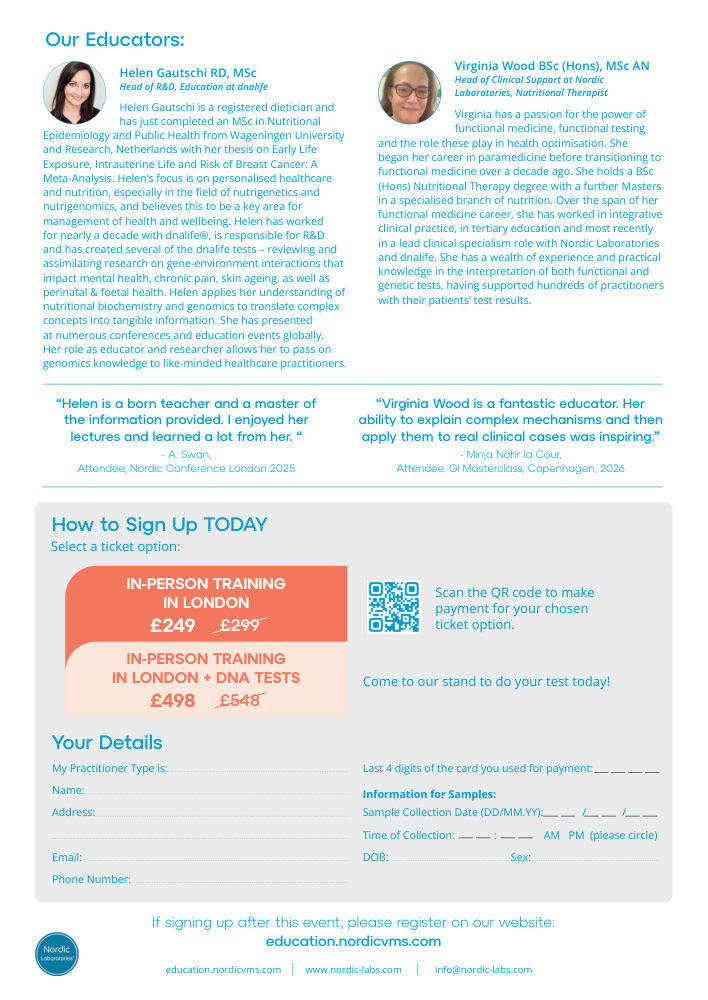 Our Educators:
Helen Gautschi RD, MSc
Head of R&D, Education at dnalife
Helen Gautschi is a registered dietician and
has just completed an MSc in Nutritional
Epidemiology and Public Health from Wageningen University
and Research, Netherlands with her thesis on Early Life
Exposure, Intrauterine Life and Risk of Breast Cancer: A
Meta-Analysis. Helen's focus is on personalised healthcare
and nutrition, especially in the field of nutrigenetics and
nutrigenomics, and believes this to be a key area for
management of health and wellbeing. Helen has worked
for nearly a decade with dnalife®, is responsible for R&D
and has created several of the dnalife tests – reviewing and
assimilating research on gene-environment interactions that
impact mental health, chronic pain, skin ageing, as well as
perinatal & foetal health. Helen applies her understanding of
nutritional biochemistry and genomics to translate complex
concepts into tangible information. She has presented
at numerous conferences and education events globally.
Her role as educator and researcher allows her to pass on
genomics knowledge to like-minded healthcare practitioners.
Virginia Wood BSc (Hons), MSc AN
Head of Clinical Support at Nordic
Laboratories, Nutritional Therapist
Virginia has a passion for the power of
functional medicine, functional testing
and the role these play in health optimisation. She
began her career in paramedicine before transitioning to
functional medicine over a decade ago. She holds a BSc
(Hons) Nutritional Therapy degree with a further Masters
in a specialised branch of nutrition. Over the span of her
functional medicine career, she has worked in integrative
clinical practice, in tertiary education and most recently
in a lead clinical specialism role with Nordic Laboratories
and dnalife. She has a wealth of experience and practical
knowledge in the interpretation of both functional and
genetic tests, having supported hundreds of practitioners
with their patients' test results.
“Helen is a born teacher and a master of
the information provided. I enjoyed her
lectures and learned a lot from her. “
- A. Swan,
Attendee, Nordic Conference London 2025
“Virginia Wood is a fantastic educator. Her
ability to explain complex mechanisms and then
apply them to real clinical cases was inspiring.”
- Minja Nohr la Cour,
Attendee. GI Masterclass, Copenhagen, 2026
How to Sign Up TODAY
Select a ticket option:
IN-PERSON TRAINING
IN LONDON
£249 £299
IN-PERSON TRAINING
IN LONDON + DNA TESTS
£498 £548
Scan the QR code to make
payment for your chosen
ticket option.
Come to our stand to do your test today!
Your Details
My Practitioner Type is:
Name:
Address:
Email:
Phone Number:
Last 4 digits of the card you used for payment:__ __ __ __
Information for Samples:
Sample Collection Date (DD/MM.YY):__ __ /__ __ /__ __
Time of Collection: __ __ : __ __ AM PM (please circle)
DOB: Sex:
If signing up after this event, please register on our website:
education.nordicvms.com
Nordic
Laboratories
education.nordicvms.com | www.nordic-labs.com | info@nordic-labs.com